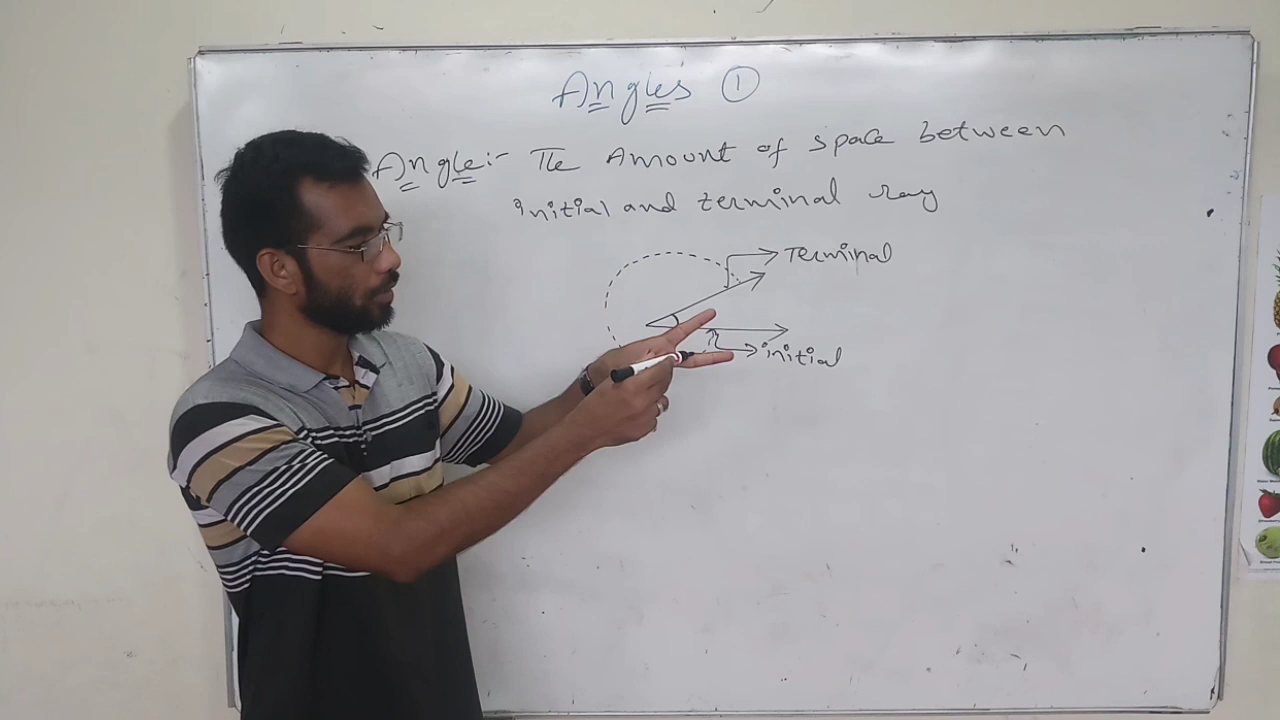 Angles ①
Angle:- The Amount of space between
initial and terminal ray
Terminal
initial